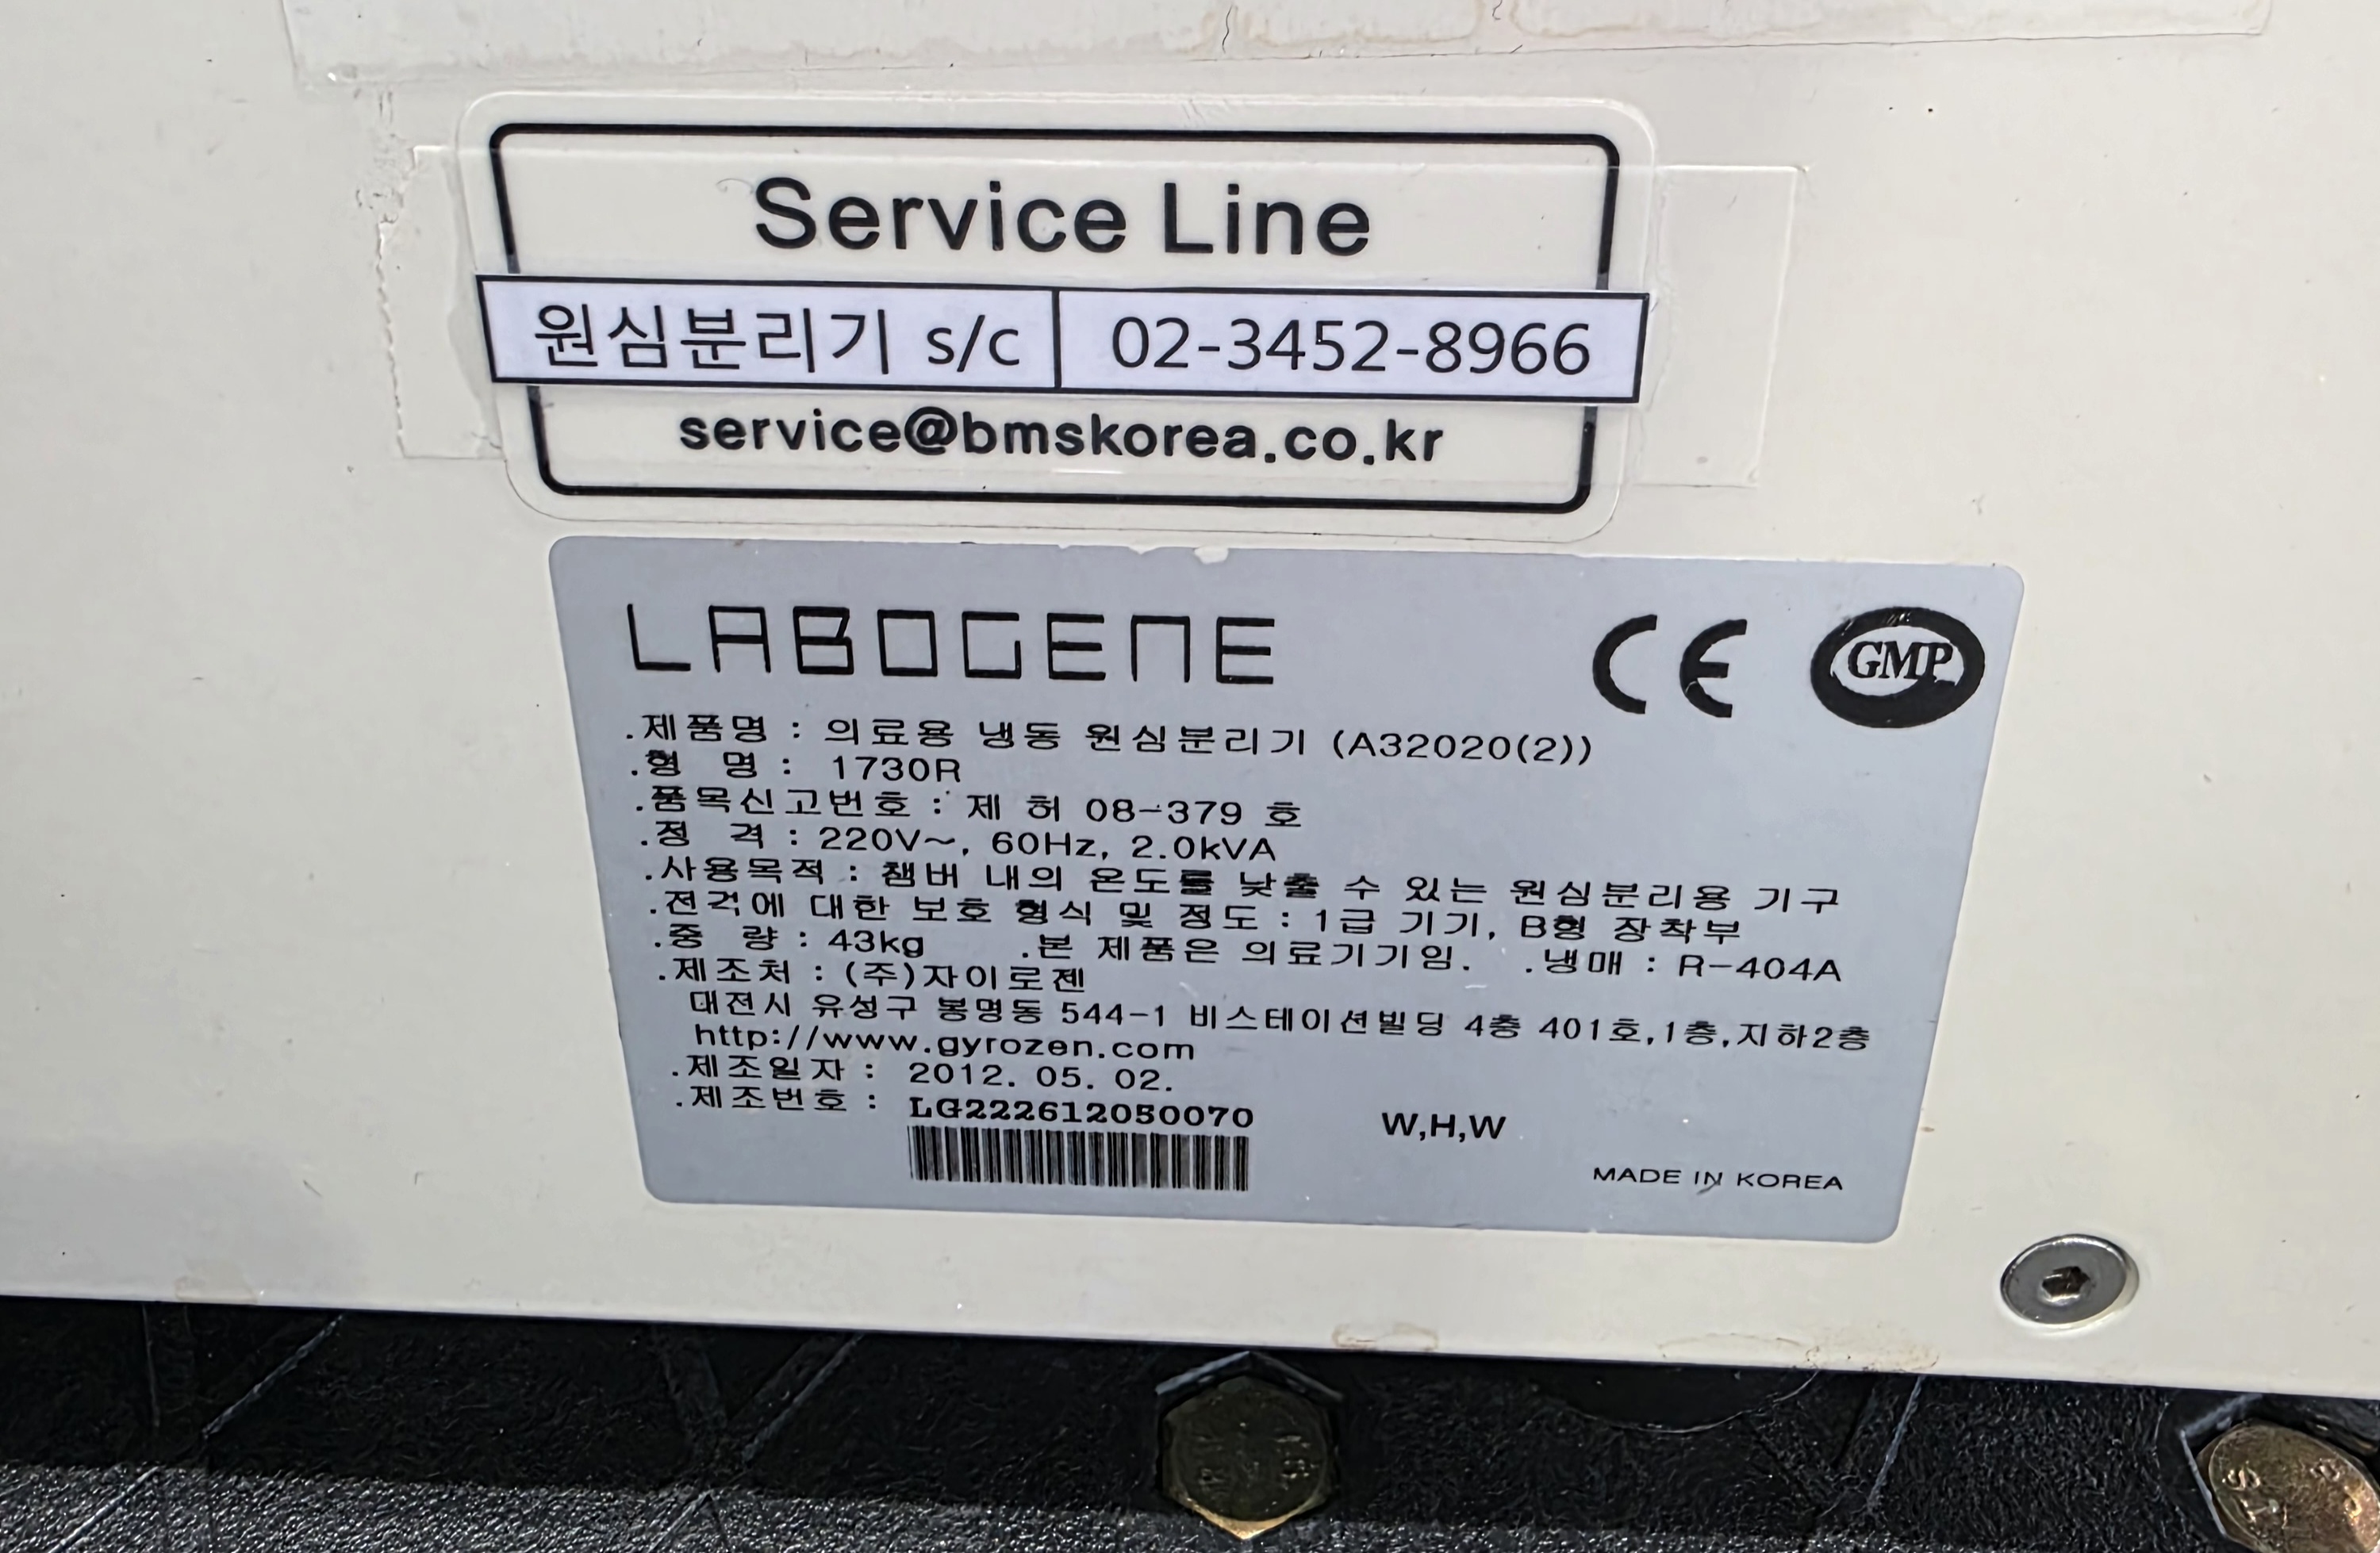 Service Line
원심분리기 s/c 02-3452-8966
service@bmskorea.co.kr
LABOGENE CE GMP
.제품명 : 의료용 냉동 원심분리기 (A32020(2))
.형 명 : 1730R
.품목신고번호 : 제 허 08-379 호
.정 격 : 220V~, 60Hz, 2.0kVA
.사용목적 : 챔버 내의 온도를 낮출 수 있는 원심분리용 기구
.전격에 대한 보호 형식 및 정도 : 1급 기기, B형 장착부
.중 량 : 43kg .본 제품은 의료기기임. .냉매 : R-404A
.제조처 : (주)자이로젠
대전시 유성구 봉명동 544-1 비스테이션빌딩 4층 401호,1층,지하2층
http://www.gyrozen.com
.제조일자 : 2012. 05. 02.
.제조번호 : LG222612050070
W,H,W
MADE IN KOREA